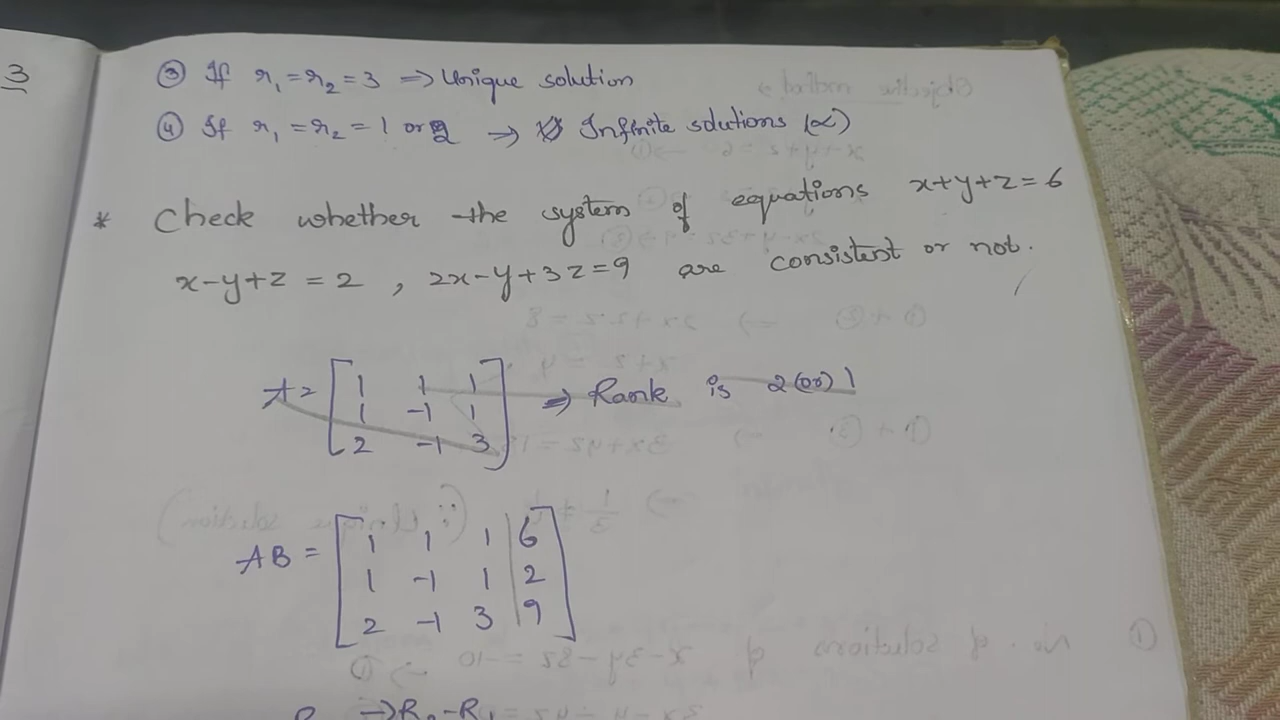 3
③ If r₁ = r₂ = 3 => Unique solution
④ If r₁ = r₂ = 1 or 2 → Infinite solutions (∝)
* Check whether the system of equations x+y+z=6
x-y+z = 2 , 2x-y+3z=9 are consistent or not.
A = [ 1 1 1 => Rank is 2 (or) 1
1 -1 1
2 -1 3 ]
AB = [ 1 1 1 | 6
1 -1 1 | 2
2 -1 3 | 9 ]
→ R₂-R₁